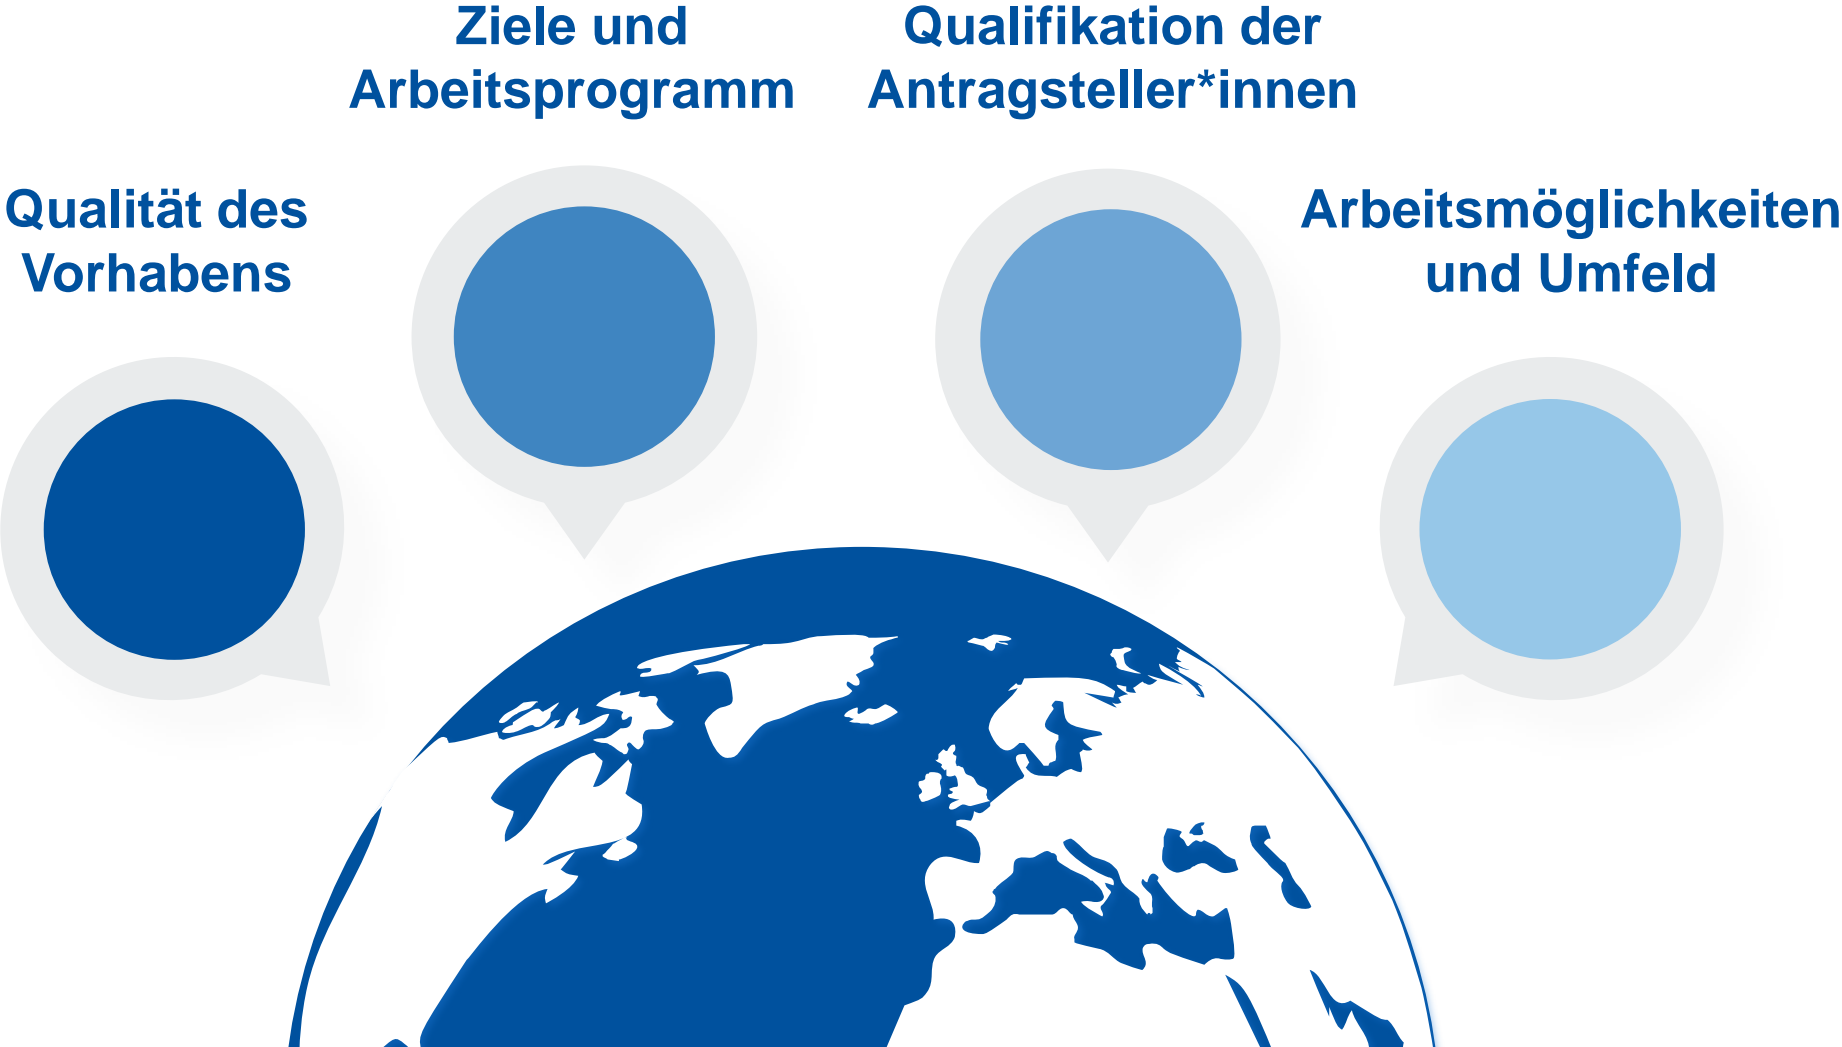 Qualität des
Vorhabens
Ziele und
Arbeitsprogramm
Qualifikation der
Antragsteller*innen
Arbeitsmöglichkeiten
und Umfeld